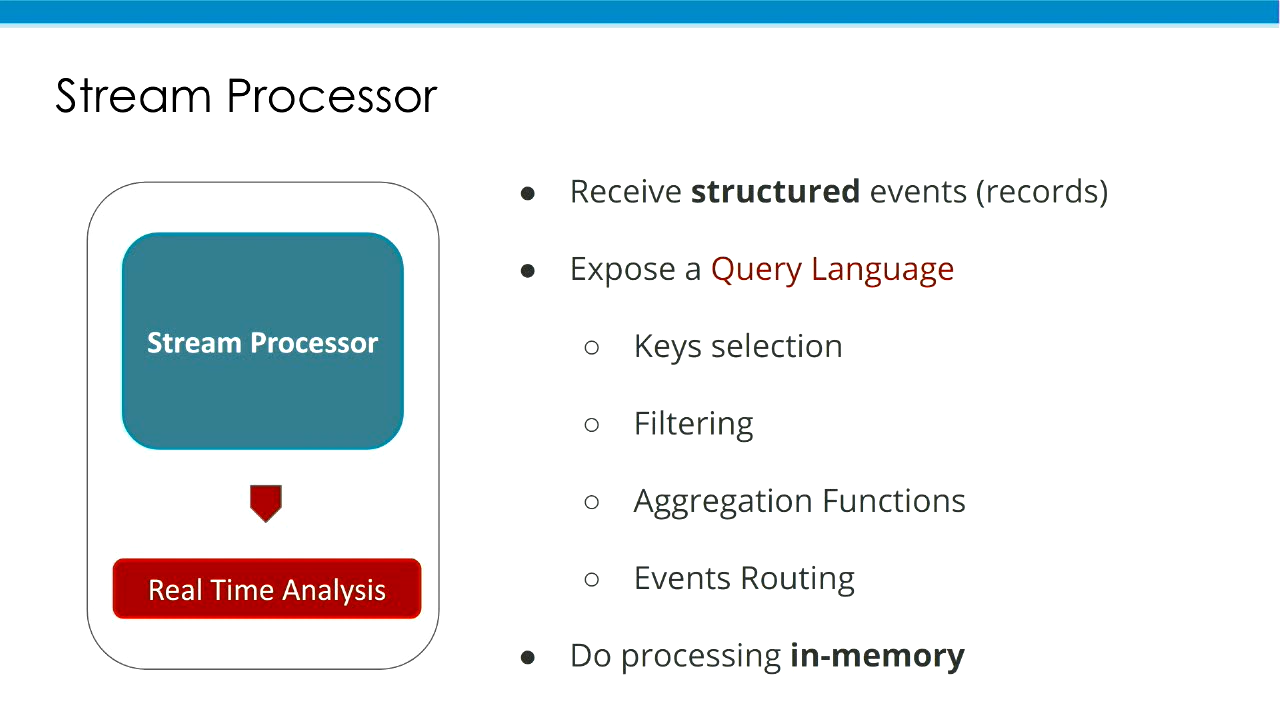 Stream Processor
Stream Processor
Real Time Analysis
● Receive structured events (records)
● Expose a Query Language
○ Keys selection
○ Filtering
○ Aggregation Functions
○ Events Routing
● Do processing in-memory